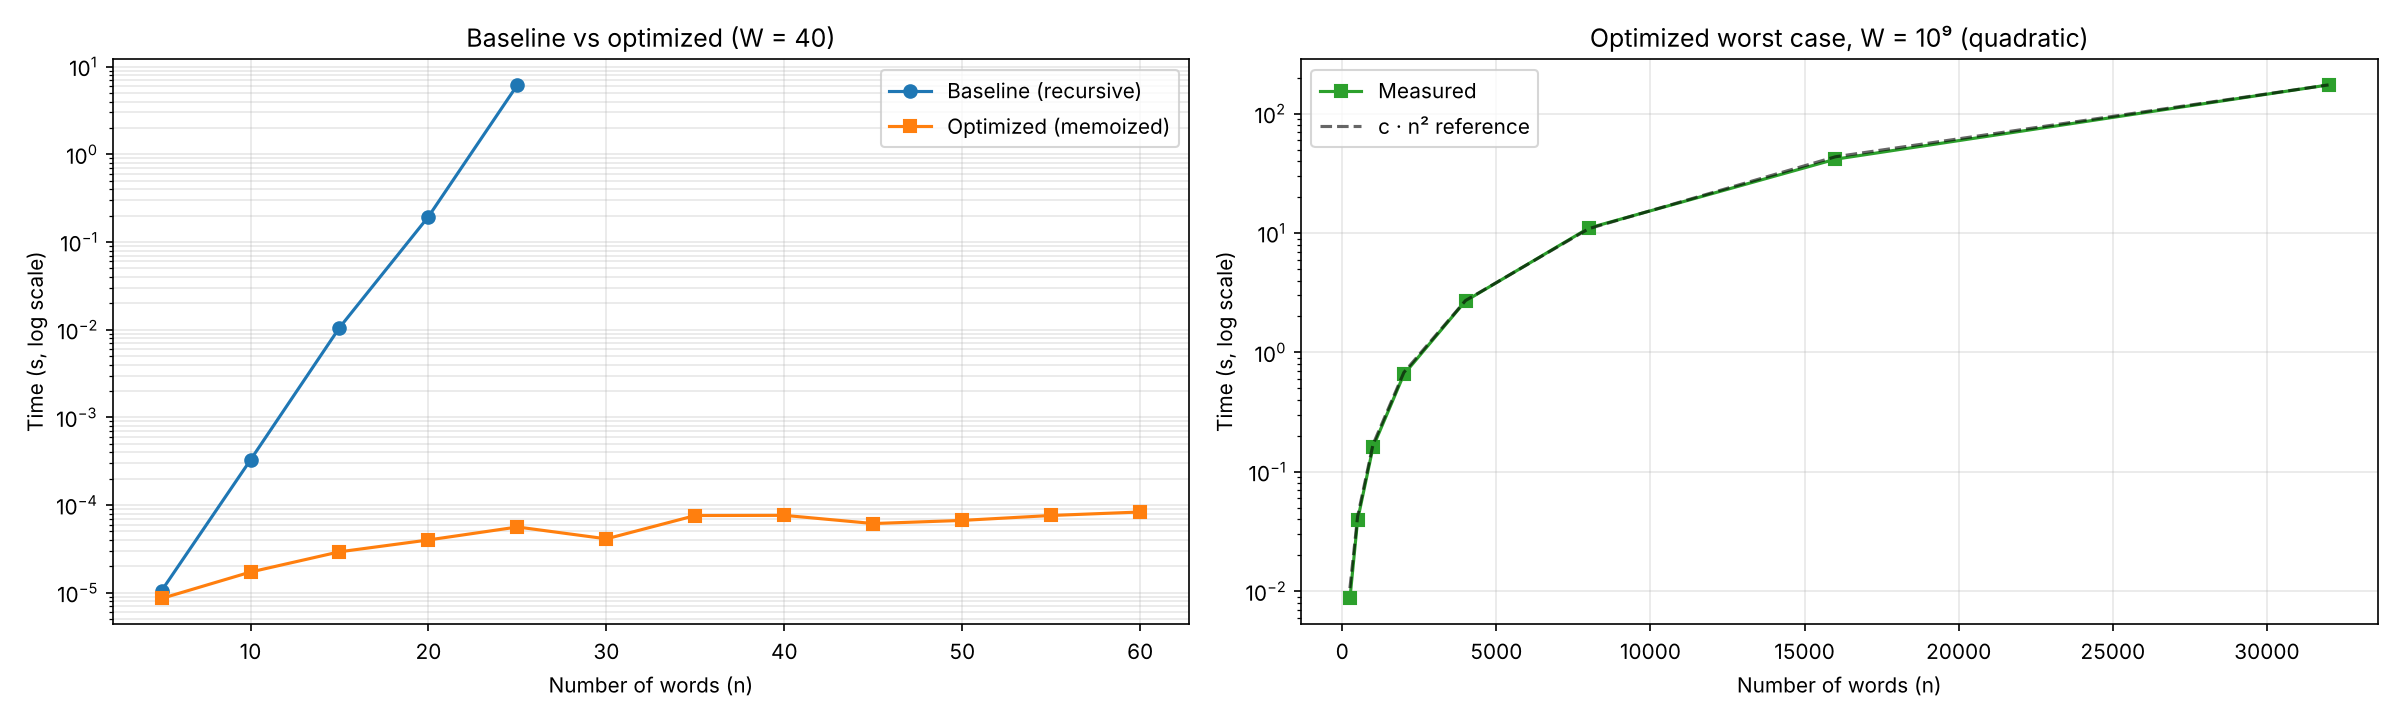 Baseline vs optimized (W = 40)
10¹
10⁰
10⁻¹
10⁻²
10⁻³
10⁻⁴
10⁻⁵
Time (s, log scale)
Baseline (recursive)
Optimized (memoized)
10 20 30 40 50 60
Number of words (n)
Optimized worst case, W = 10⁹ (quadratic)
10²
10¹
10⁰
10⁻¹
10⁻²
Time (s, log scale)
Measured
c · n² reference
0 5000 10000 15000 20000 25000 30000
Number of words (n)